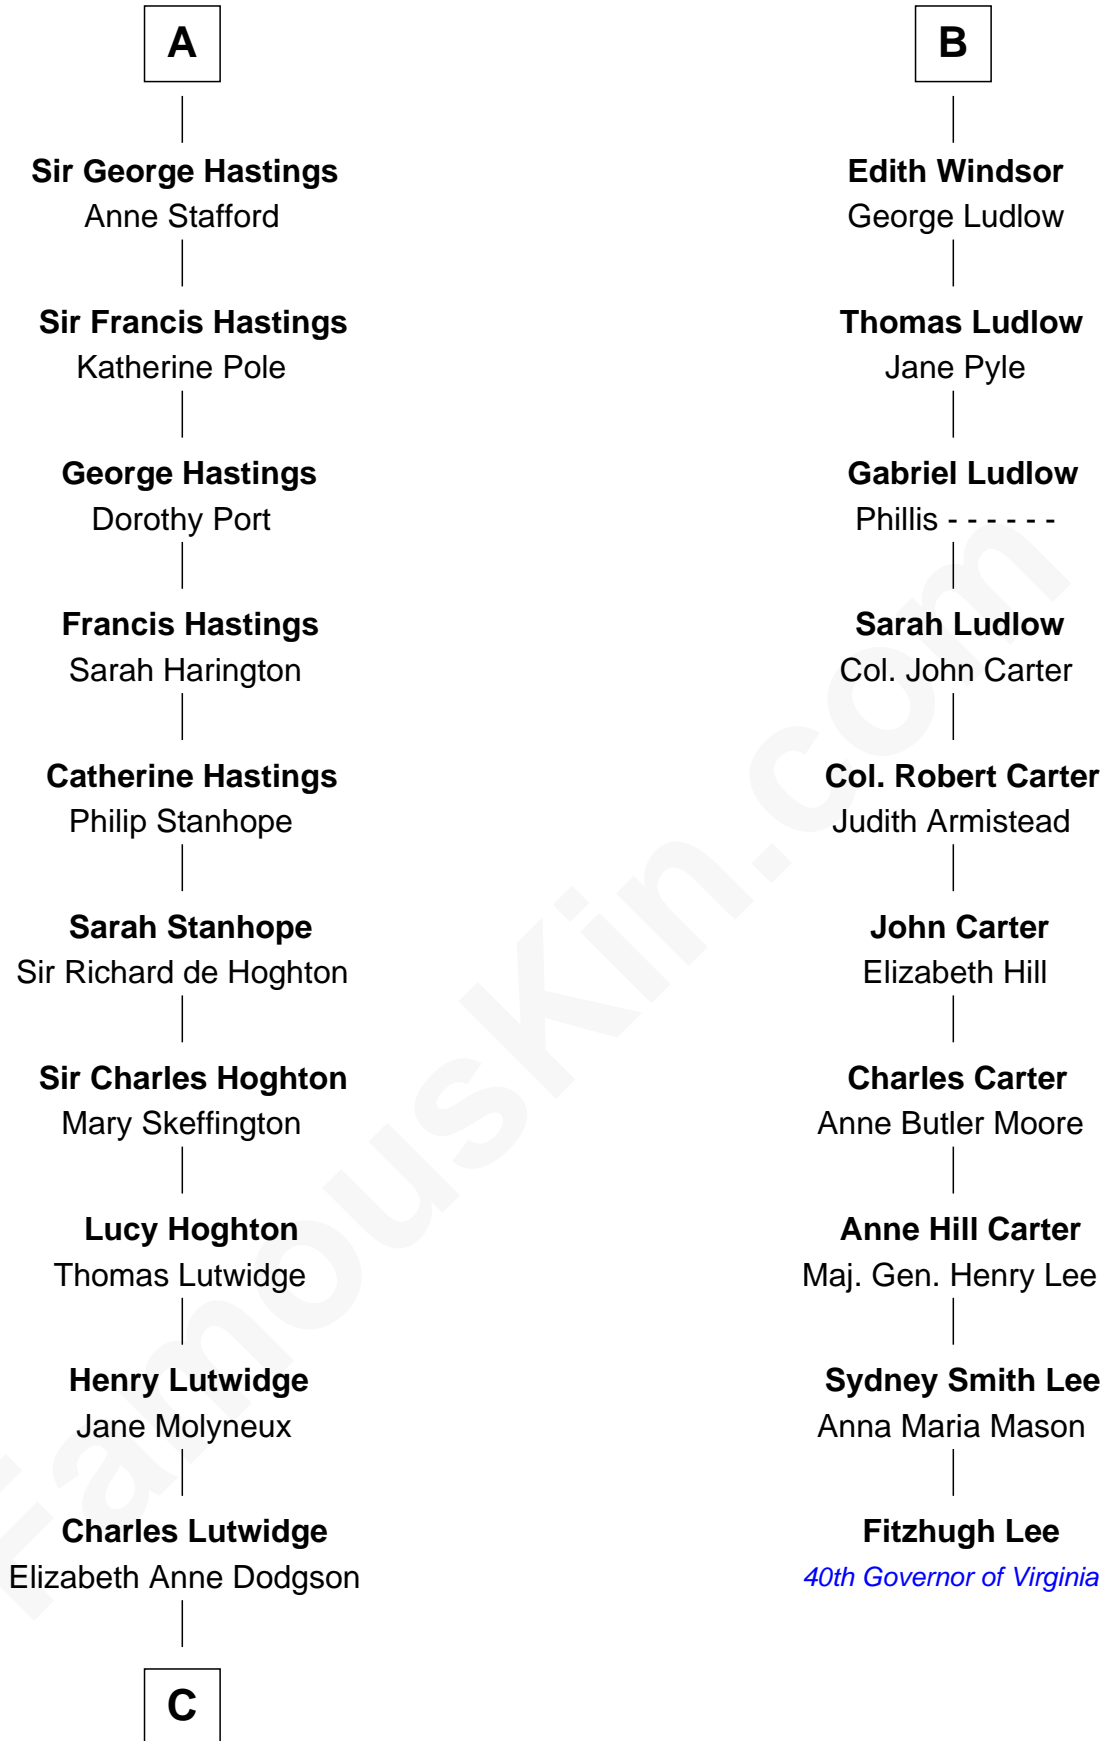 A
Sir George Hastings
Anne Stafford
Sir Francis Hastings
Katherine Pole
George Hastings
Dorothy Port
Francis Hastings
Sarah Harington
Catherine Hastings
Philip Stanhope
Sarah Stanhope
Sir Richard de Hoghton
Sir Charles Hoghton
Mary Skeffington
Lucy Hoghton
Thomas Lutwidge
Henry Lutwidge
Jane Molyneux
Charles Lutwidge
Elizabeth Anne Dodgson
C
B
Edith Windsor
George Ludlow
Thomas Ludlow
Jane Pyle
Gabriel Ludlow
Phillis - - - - - -
Sarah Ludlow
Col. John Carter
Col. Robert Carter
Judith Armistead
John Carter
Elizabeth Hill
Charles Carter
Anne Butler Moore
Anne Hill Carter
Maj. Gen. Henry Lee
Sydney Smith Lee
Anna Maria Mason
Fitzhugh Lee
40th Governor of Virginia
FamousKin.com